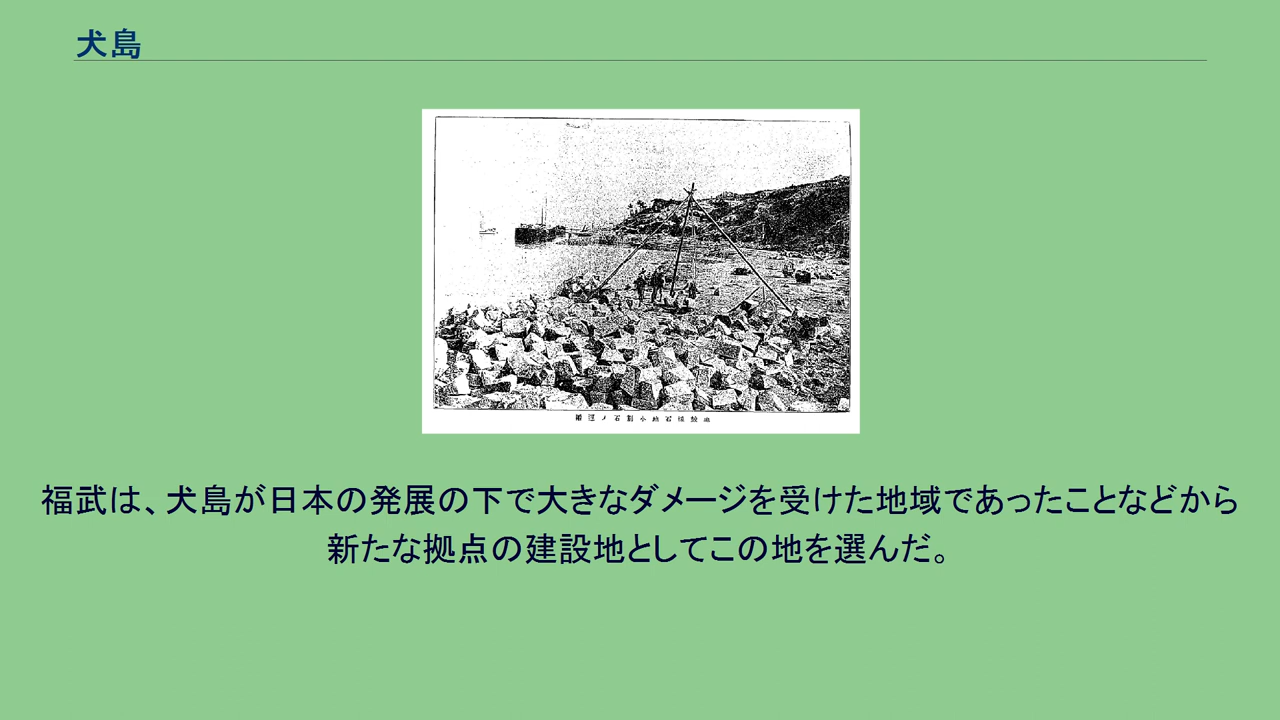 犬島
福武は、犬島が日本の発展の下で大きなダメージを受けた地域であったことなどから
新たな拠点の建設地としてこの地を選んだ。